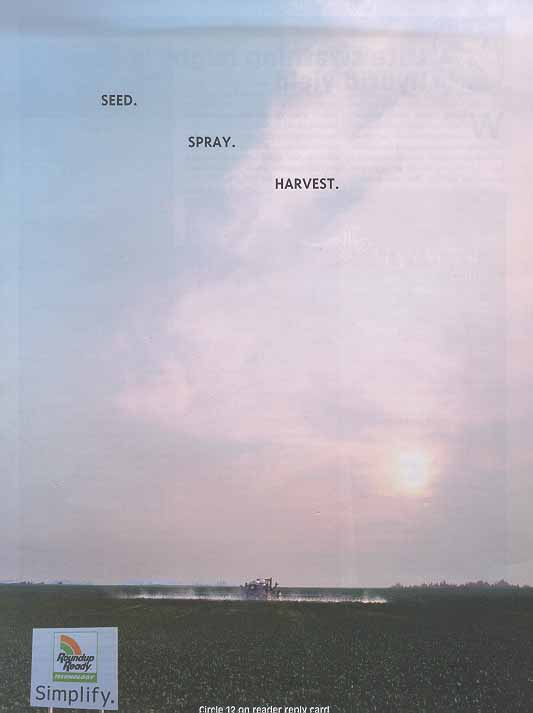 SEED.
SPRAY.
HARVEST.
Roundup
Ready
TECHNOLOGY
Simplify.
Circle 12 on reader reply card